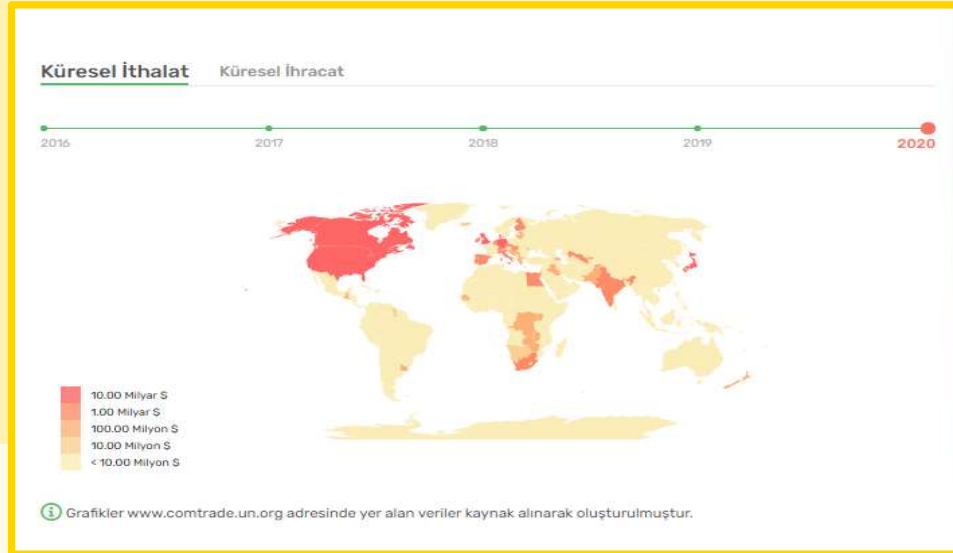 Küresel İthalat Küresel İhracat
2016 2017 2018 2019 2020
10.00 Milyar $
1.00 Milyar $
100.00 Milyon $
10.00 Milyon $
< 10.00 Milyon $
Grafikler www.comtrade.un.org adresinde yer alan veriler kaynak alınarak oluşturulmuştur.